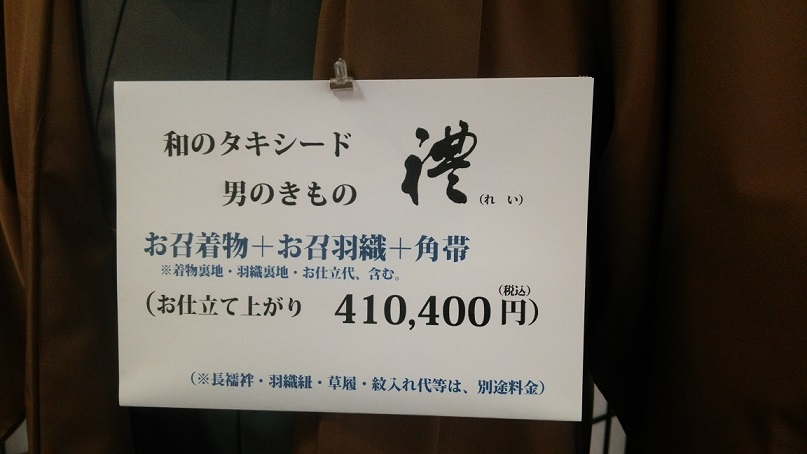 和のタキシード
男のきもの
禮
(れい)
お召着物+お召羽織+角帯
※着物裏地・羽織裏地・お仕立代、含む。
(お仕立て上がり 410,400円)
(税込)
(※長襦袢・羽織紐・草履・紋入れ代等は、別途料金)